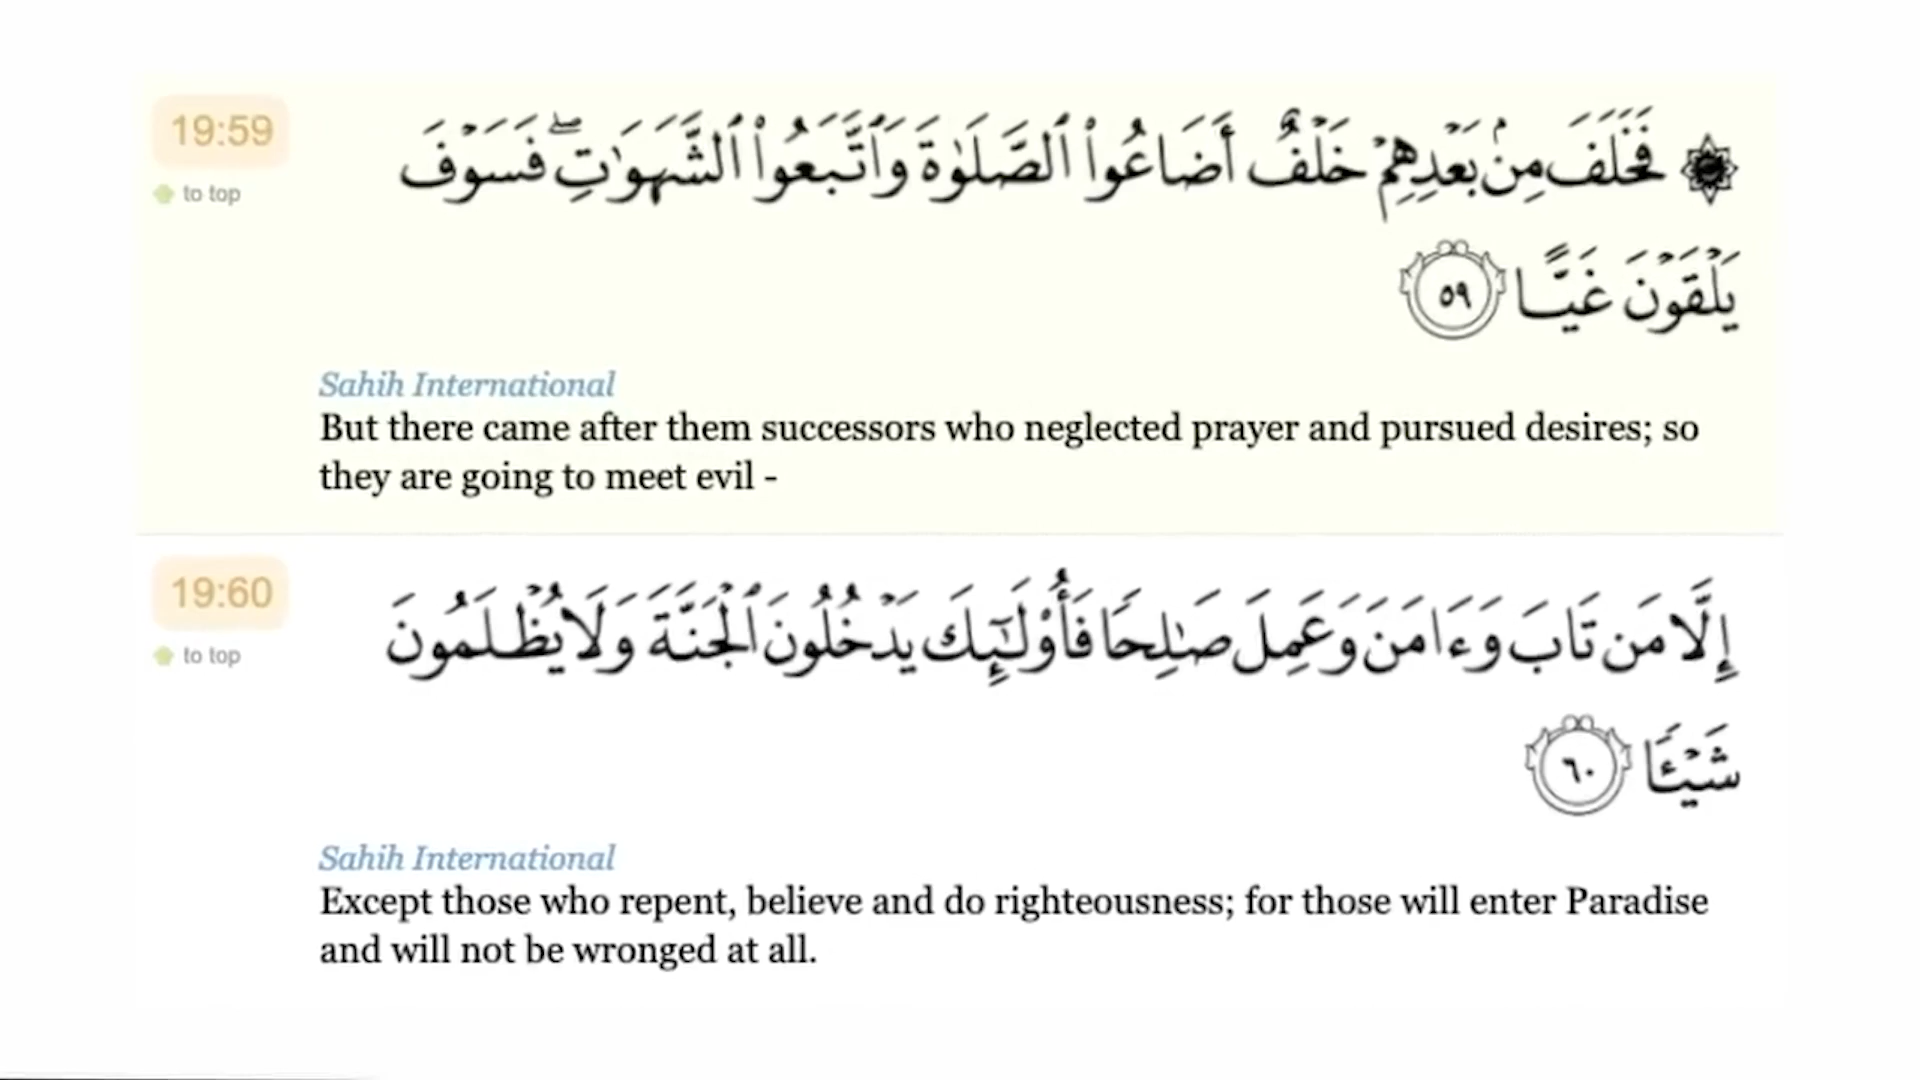 19:59
۞ فَخَلَفَ مِنۢ بَعْدِهِمْ خَلْفٌ أَضَاعُوا۟ ٱلصَّلَوٰةَ وَٱتَّبَعُوا۟ ٱلشَّهَوَٰتِ ۖ فَسَوْفَ
to top
يَلْقَوْنَ غَيًّا ٥٩
Sahih International
But there came after them successors who neglected prayer and pursued desires; so
they are going to meet evil -
19:60
إِلَّا مَن تَابَ وَءَامَنَ وَعَمِلَ صَٰلِحًا فَأُو۟لَٰٓئِكَ يَدْخُلُونَ ٱلْجَنَّةَ وَلَا يُظْلَمُونَ
to top
شَيْـًٔا ٦٠
Sahih International
Except those who repent, believe and do righteousness; for those will enter Paradise
and will not be wronged at all.